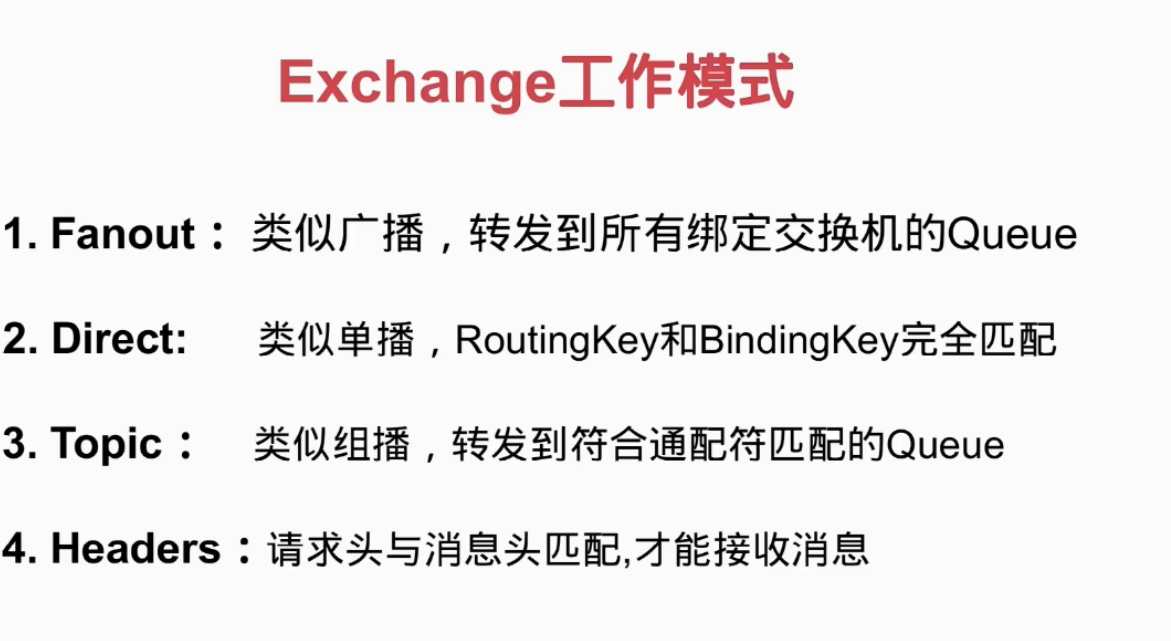 Exchange工作模式
1. Fanout： 类似广播，转发到所有绑定交换机的Queue
2. Direct: 类似单播，RoutingKey和BindingKey完全匹配
3. Topic： 类似组播，转发到符合通配符匹配的Queue
4. Headers：请求头与消息头匹配,才能接收消息